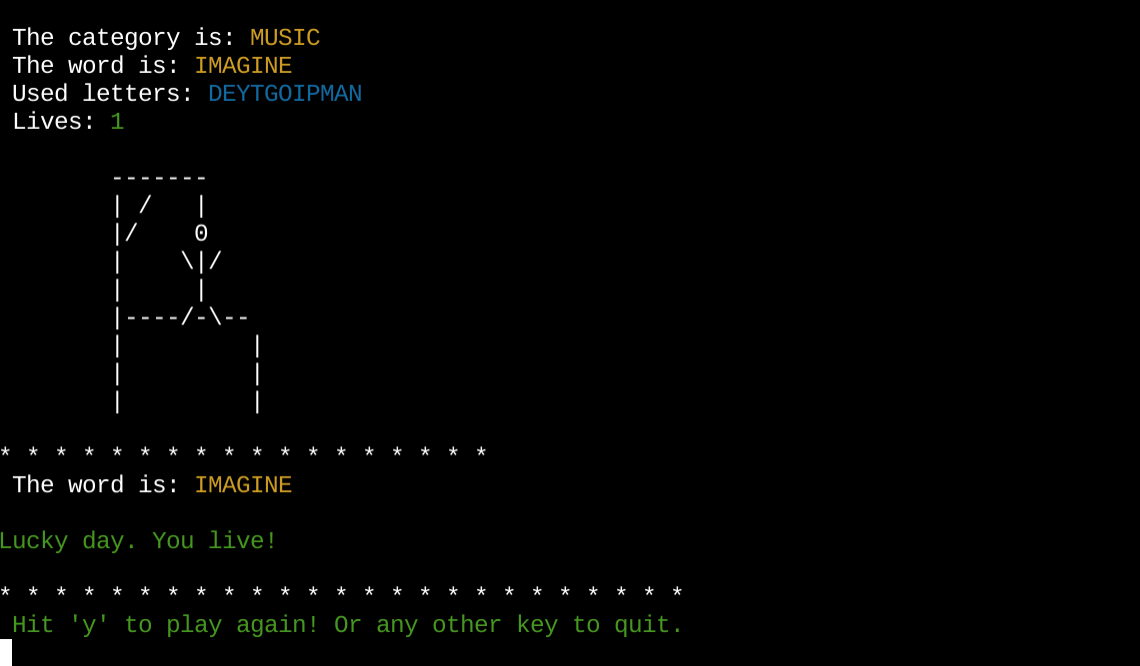 The category is: MUSIC
The word is: IMAGINE
Used letters: DEYTGOIPMAN
Lives: 1
-------
| /   |
|/    0
|    \|/
|     |
|----/-\--
|         |
|         |
|         |
* * * * * * * * * * * * * * * * * *
The word is: IMAGINE
Lucky day. You live!
* * * * * * * * * * * * * * * * * * * * * * * * *
Hit 'y' to play again! Or any other key to quit.